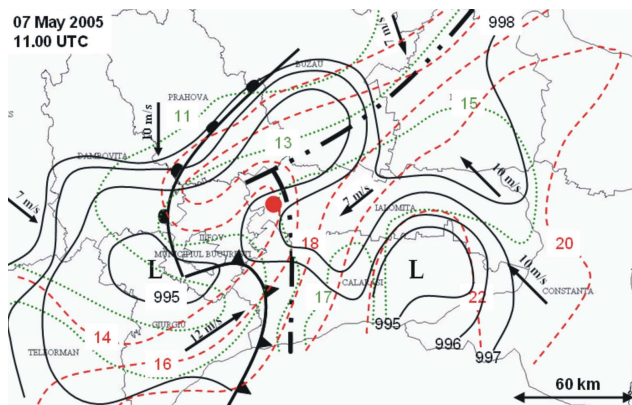 07 May 2005
11.00 UTC
998
7 m/s
BUZAU
PRAHOVA
11
15
10 m/s
13
DAMBOVITA
10 m/s
7 m/s
7 m/s
IALOMITA
ILFOV
18
20
MUNICIPIUL BUCURESTI
L
L
10 m/s
995
CALARASI
17
22
CONSTANTA
GIURGIU
12 m/s
995
14
996
TELEORMAN
16
997
60 km